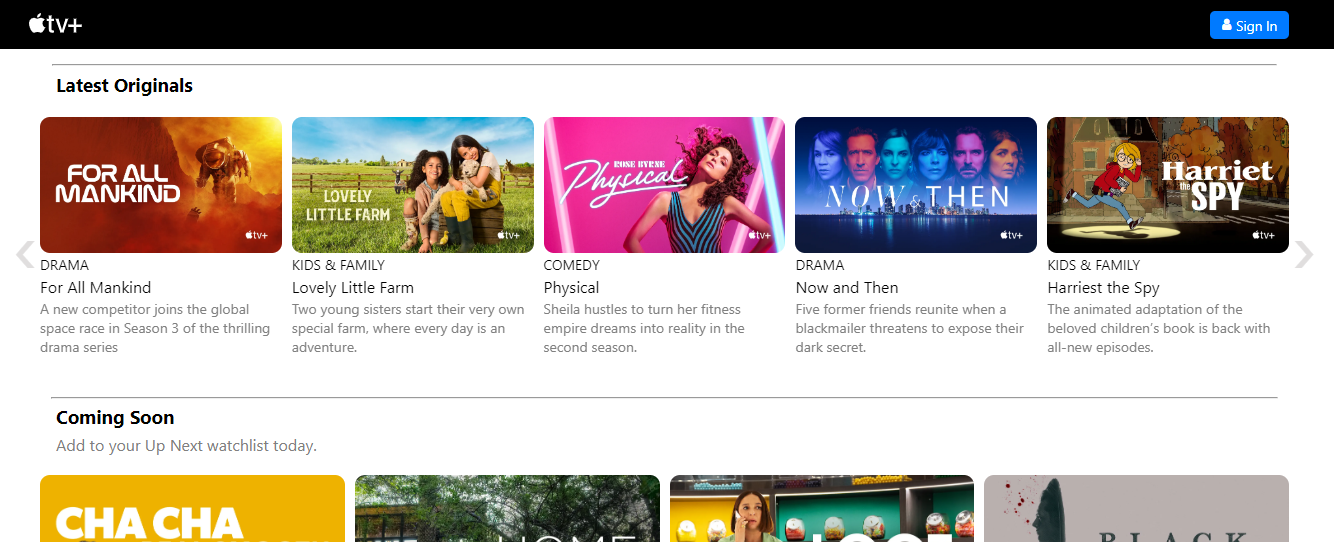 tv+
Sign In
Latest Originals
FOR ALL
MANKIND
tv+
LOVELY
LITTLE FARM
tv+
ROSE BYRNE
Physical
tv+
NOW & THEN
tv+
Harriet
the SPY
tv+
DRAMA
For All Mankind
A new competitor joins the global
space race in Season 3 of the thrilling
drama series
KIDS & FAMILY
Lovely Little Farm
Two young sisters start their very own
special farm, where every day is an
adventure.
COMEDY
Physical
Sheila hustles to turn her fitness
empire dreams into reality in the
second season.
DRAMA
Now and Then
Five former friends reunite when a
blackmailer threatens to expose their
dark secret.
KIDS & FAMILY
Harriest the Spy
The animated adaptation of the
beloved children's book is back with
all-new episodes.
Coming Soon
Add to your Up Next watchlist today.
CHA CHA
HOME
BLACK